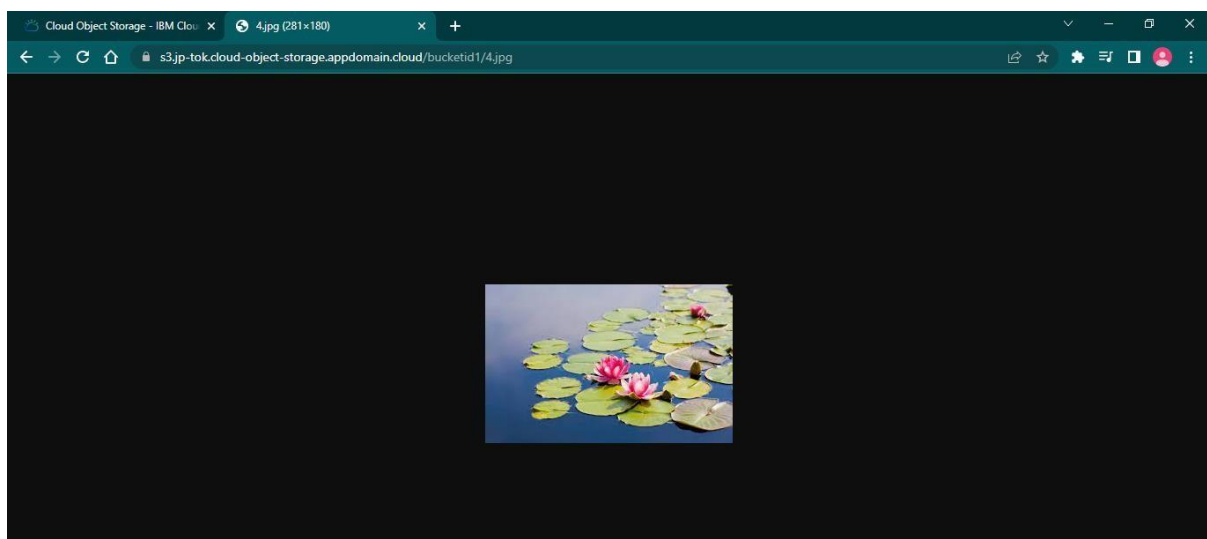 Cloud Object Storage - IBM Clou
4.jpg (281×180)
s3.jp-tok.cloud-object-storage.appdomain.cloud/bucketid1/4.jpg